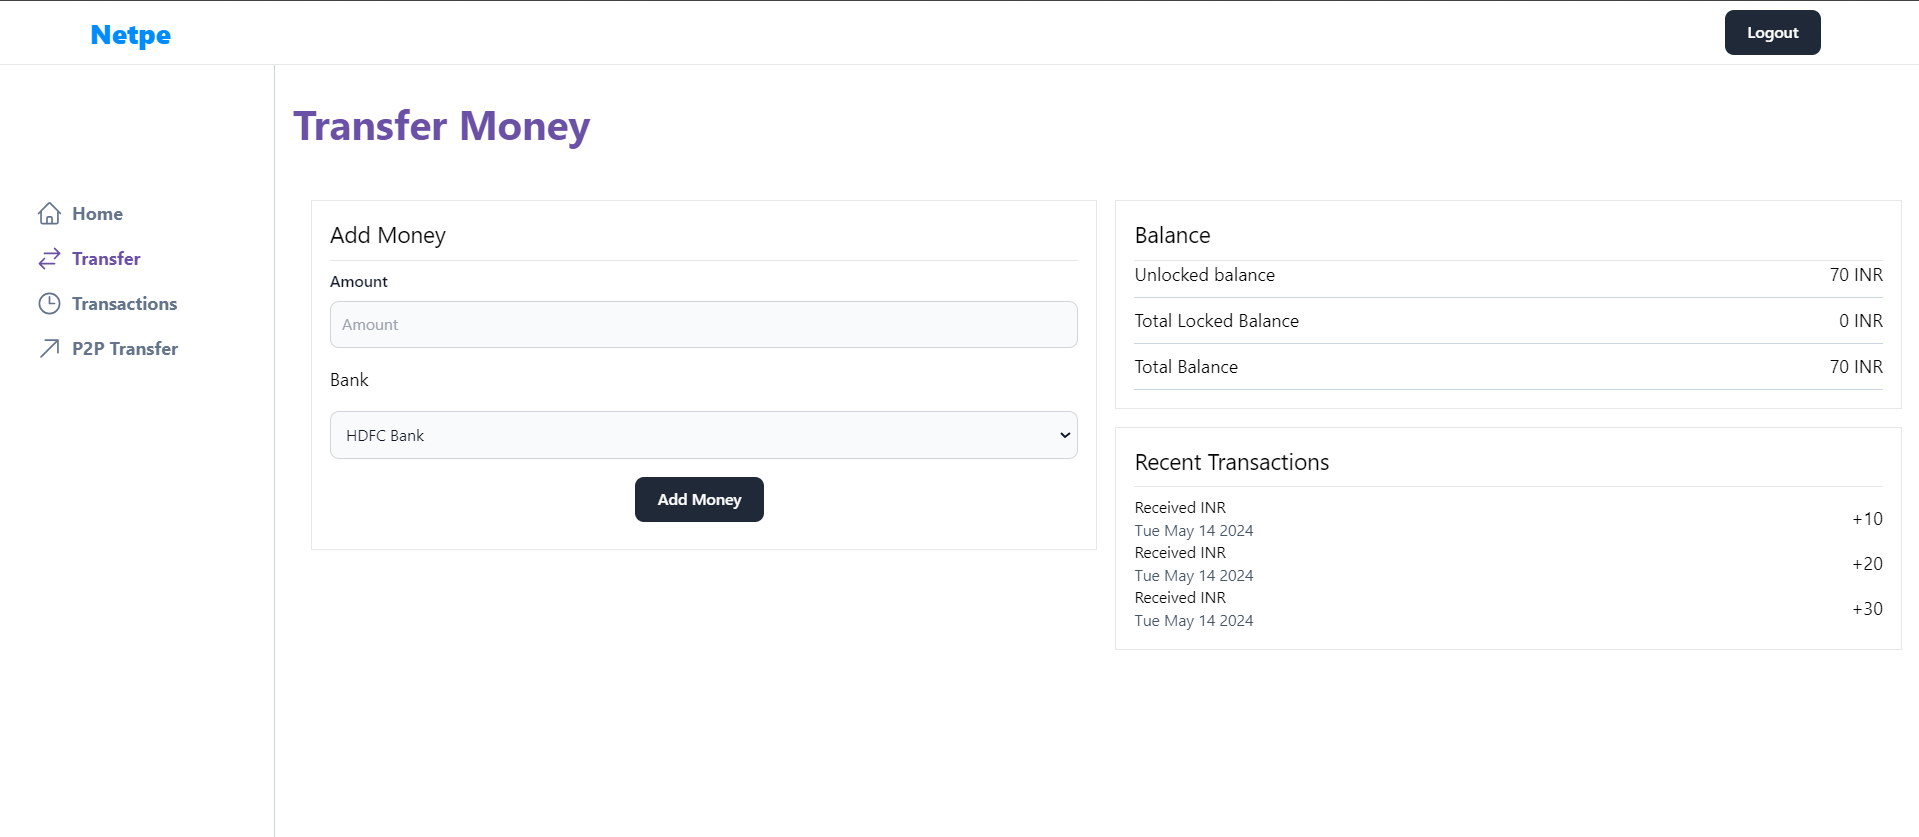 Netpe
Logout
Home
Transfer
Transactions
P2P Transfer
Transfer Money
Add Money
Amount
Amount
Bank
HDFC Bank
Add Money
Balance
Unlocked balance 70 INR
Total Locked Balance 0 INR
Total Balance 70 INR
Recent Transactions
Received INR
Tue May 14 2024
+10
Received INR
Tue May 14 2024
+20
Received INR
Tue May 14 2024
+30